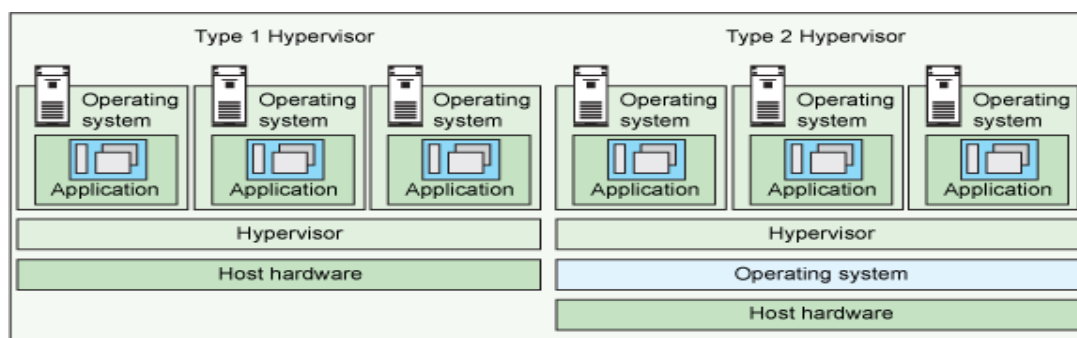 Type 1 Hypervisor
Operating system
Application
Operating system
Application
Operating system
Application
Hypervisor
Host hardware
Type 2 Hypervisor
Operating system
Application
Operating system
Application
Operating system
Application
Hypervisor
Operating system
Host hardware